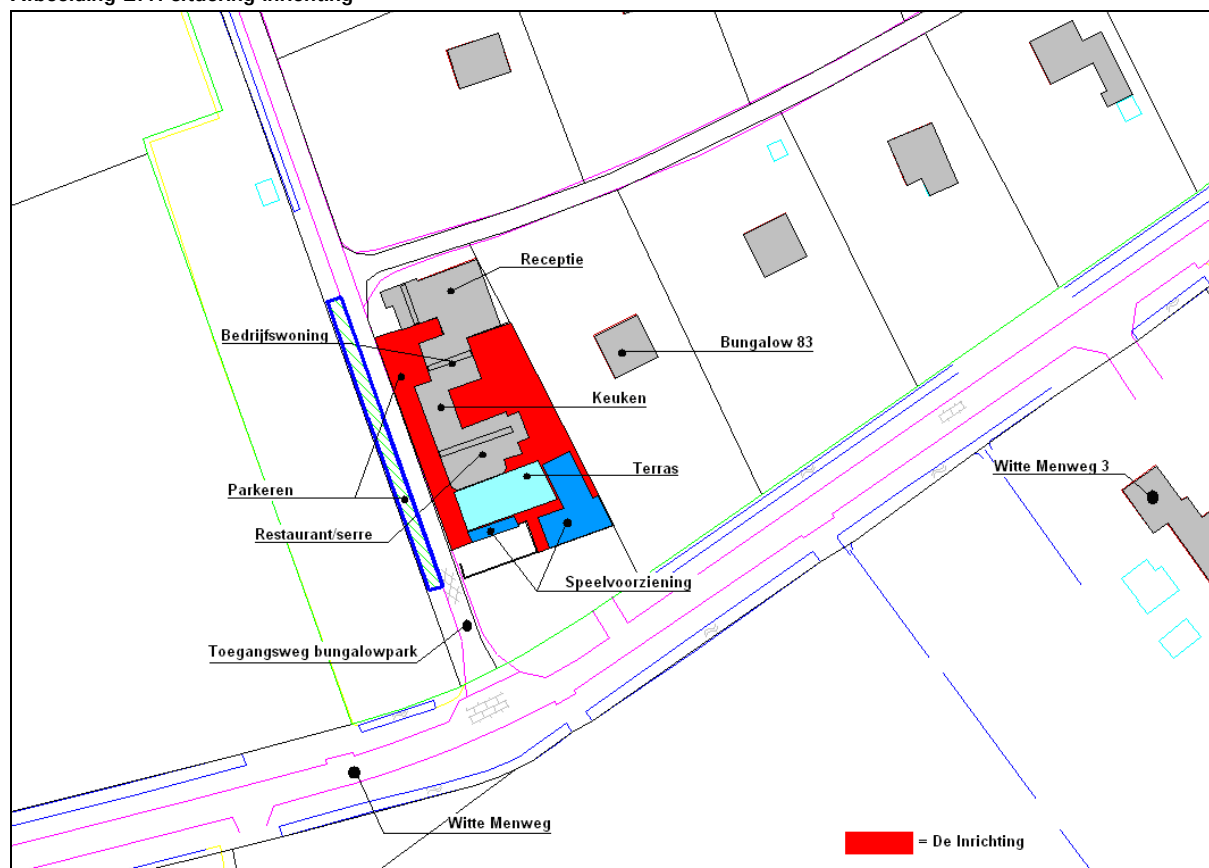 Receptie
Bedrijfswoning
Bungalow 83
Keuken
Terras
Witte Menweg 3
Parkeren
Restaurant/serre
Speelvoorziening
Toegangsweg bungalowpark
Witte Menweg
= De Inrichting